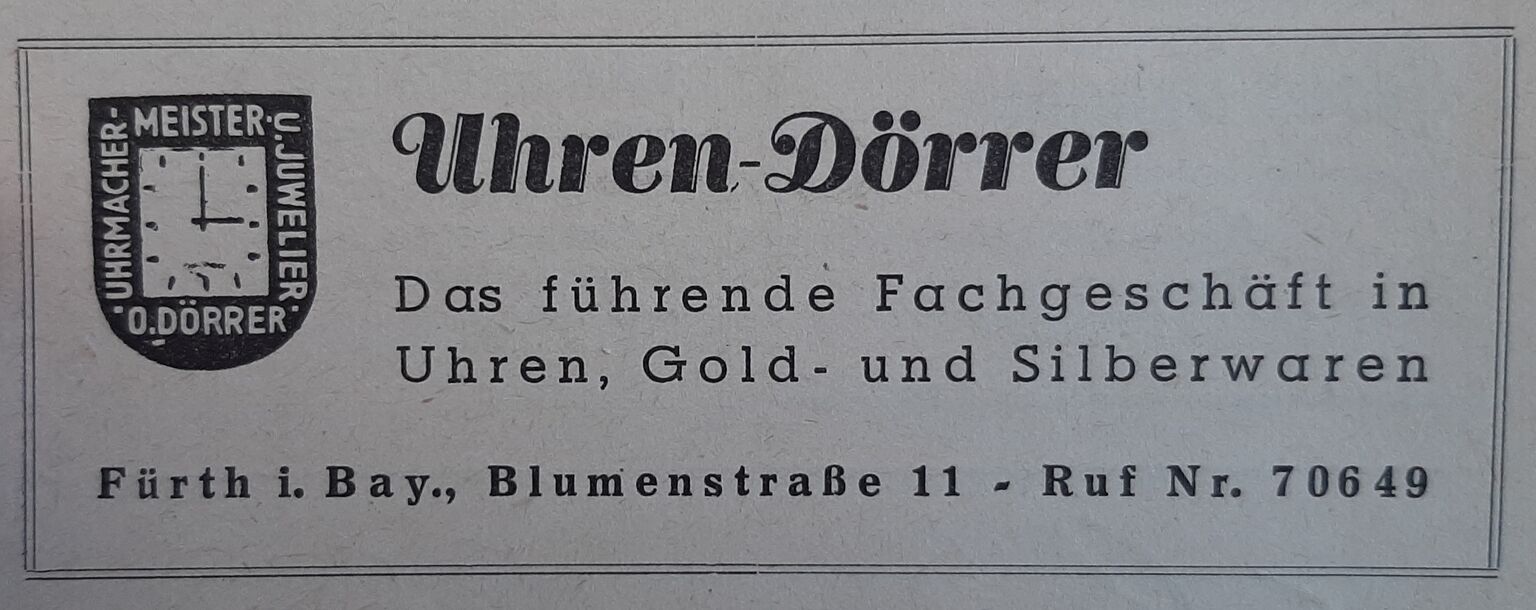 UHRMACHER-
MEISTER·
U.JUWELIER
·O.DÖRRER·
Uhren-Dörrer
Das führende Fachgeschäft in
Uhren, Gold- und Silberwaren
Fürth i. Bay., Blumenstraße 11 - Ruf Nr. 70649